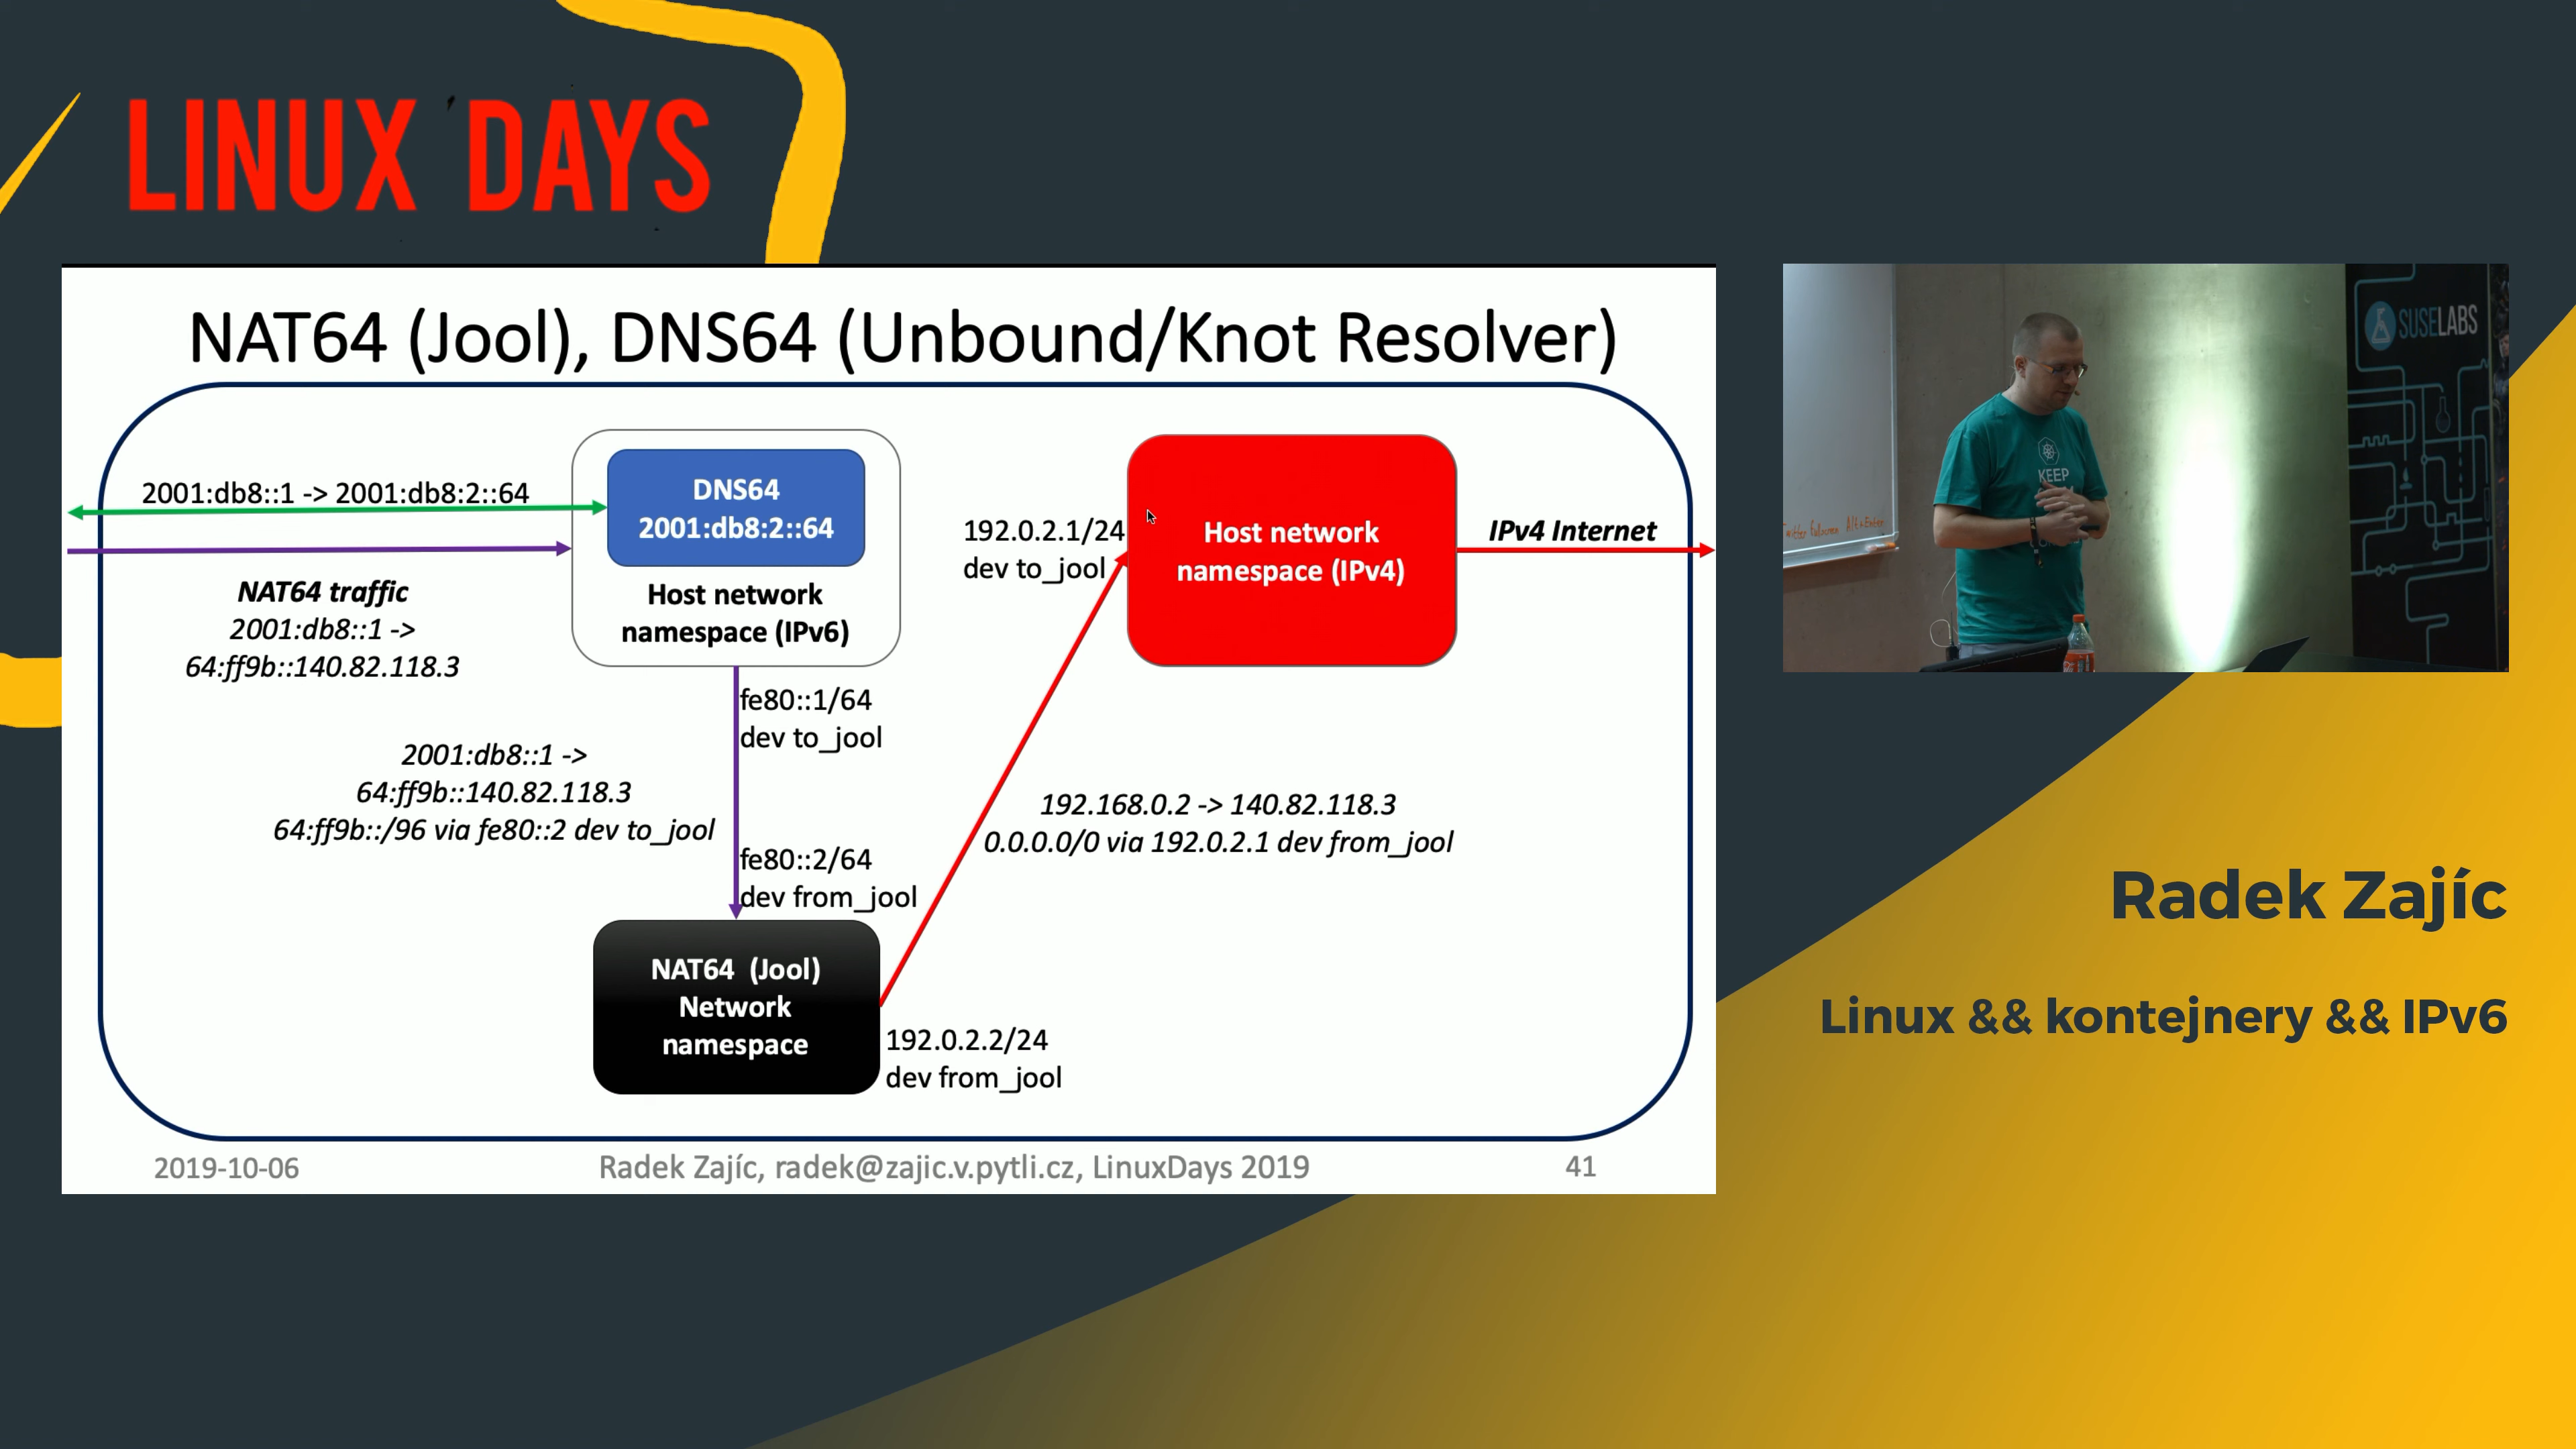 LINUX DAYS
NAT64 (Jool), DNS64 (Unbound/Knot Resolver)
2001:db8::1 -> 2001:db8:2::64
DNS64
2001:db8:2::64
Host network
namespace (IPv6)
NAT64 traffic
2001:db8::1 ->
64:ff9b::140.82.118.3
192.0.2.1/24
dev to_jool
Host network
namespace (IPv4)
IPv4 Internet
fe80::1/64
dev to_jool
2001:db8::1 ->
64:ff9b::140.82.118.3
64:ff9b::/96 via fe80::2 dev to_jool
fe80::2/64
dev from_jool
192.168.0.2 -> 140.82.118.3
0.0.0.0/0 via 192.0.2.1 dev from_jool
NAT64 (Jool)
Network
namespace
192.0.2.2/24
dev from_jool
2019-10-06
Radek Zajíc, radek@zajic.v.pytli.cz, LinuxDays 2019
41
SUSELABS
KEEP
Radek Zajíc
Linux && kontejnery && IPv6